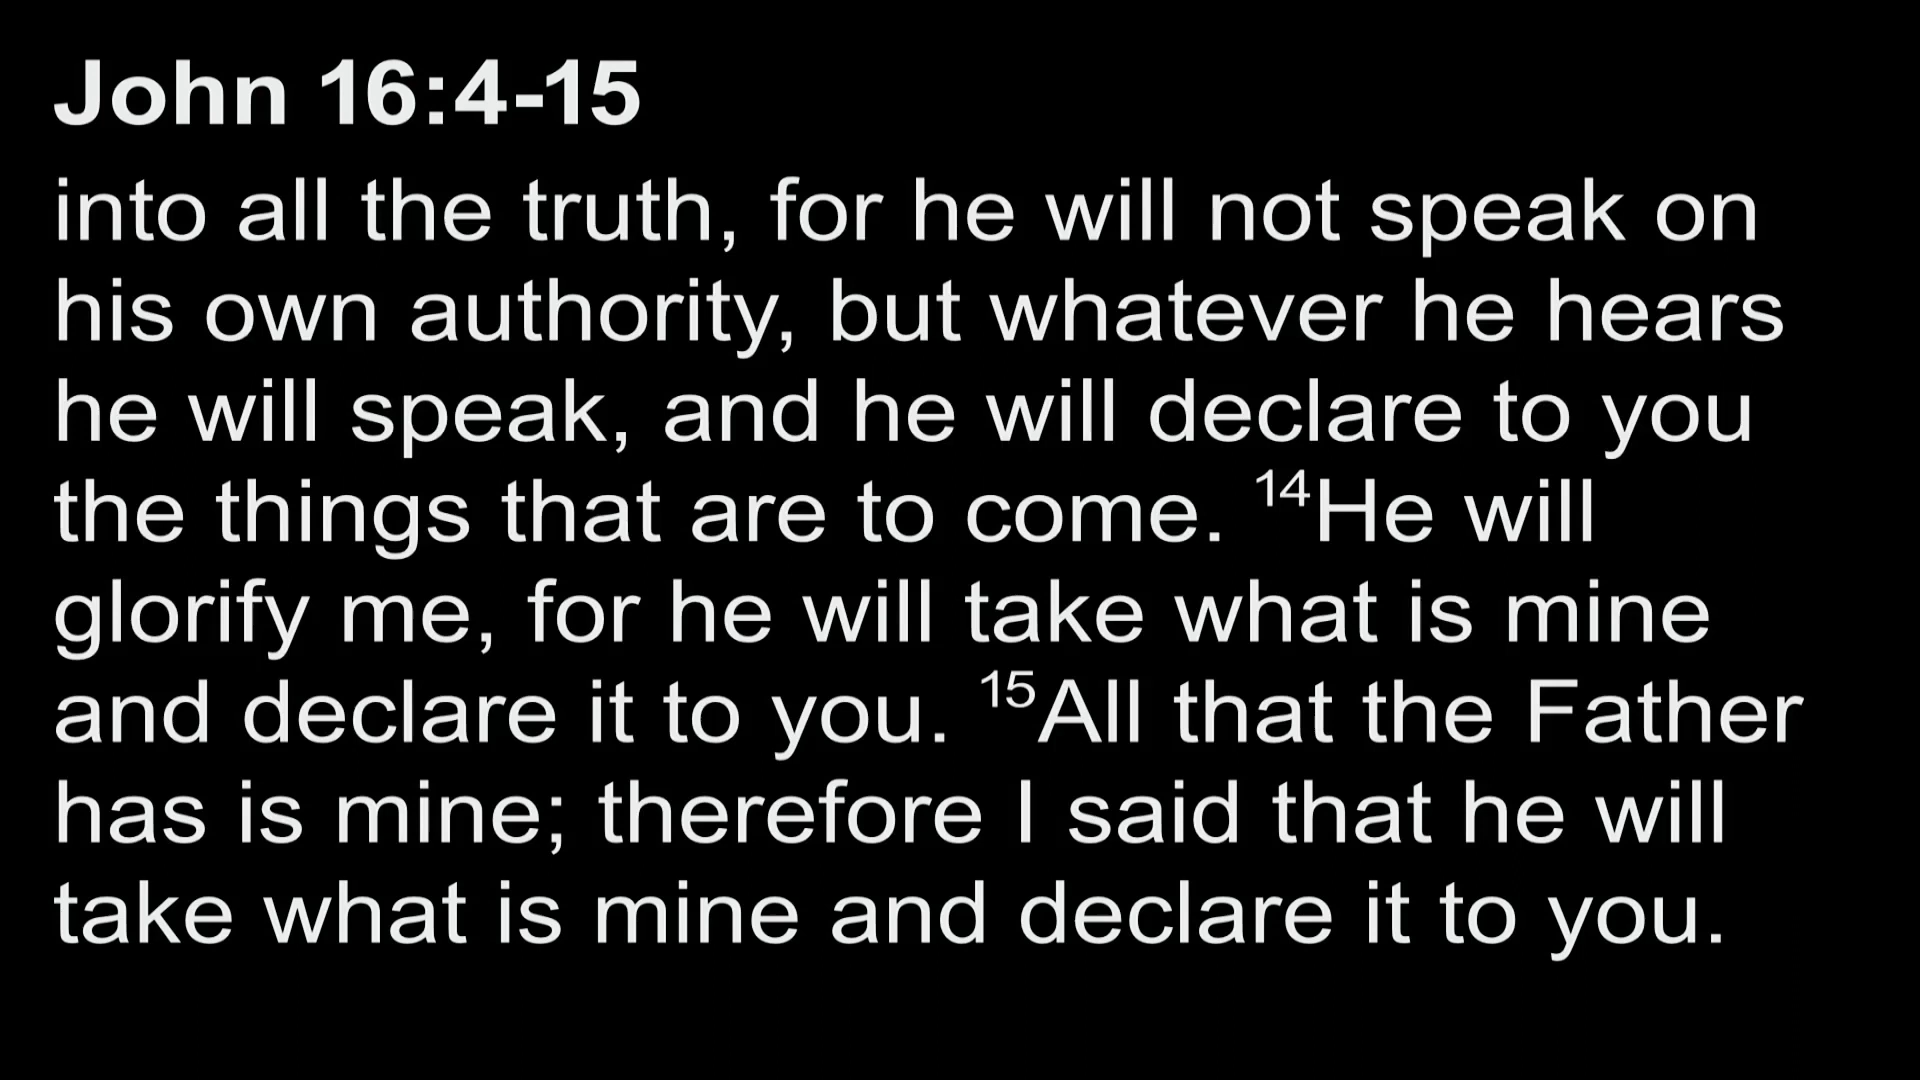 John 16:4-15
into all the truth, for he will not speak on
his own authority, but whatever he hears
he will speak, and he will declare to you
the things that are to come. ¹⁴He will
glorify me, for he will take what is mine
and declare it to you. ¹⁵All that the Father
has is mine; therefore I said that he will
take what is mine and declare it to you.